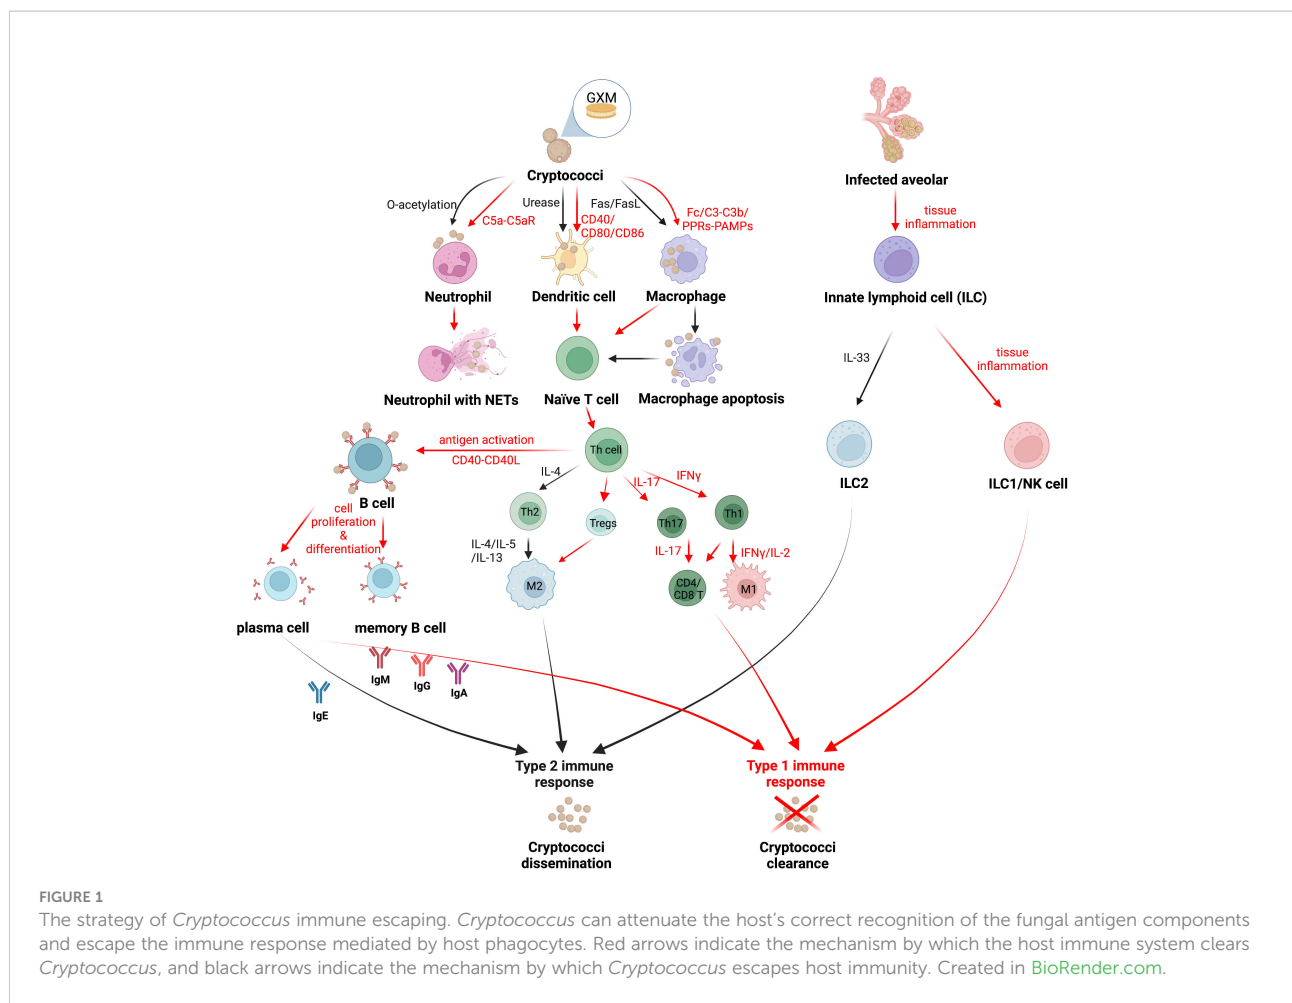 GXM
Cryptococci
Infected aveolar
O-acetylation
C5a-C5aR
Urease
Fas/FasL
CD40/
CD80/CD86
Fc/C3-C3b/
PPRs-PAMPs
tissue
inflammation
Neutrophil
Dendritic cell
Macrophage
Innate lymphoid cell (ILC)
IL-33
tissue
inflammation
Neutrophil with NETs
Naïve T cell
Macrophage apoptosis
antigen activation
CD40-CD40L
Th cell
IL-4
IL-17
IFNγ
ILC2
ILC1/NK cell
B cell
cell
proliferation
&
differentiation
Th2
Tregs
Th17
Th1
IL-4/IL-5
/IL-13
IL-17
IFNγ/IL-2
M2
CD4/
CD8 T
M1
plasma cell
memory B cell
IgM
IgG
IgA
IgE
Type 2 immune
response
Type 1 immune
response
Cryptococci
dissemination
Cryptococci
clearance
FIGURE 1
The strategy of Cryptococcus immune escaping. Cryptococcus can attenuate the host's correct recognition of the fungal antigen components
and escape the immune response mediated by host phagocytes. Red arrows indicate the mechanism by which the host immune system clears
Cryptococcus, and black arrows indicate the mechanism by which Cryptococcus escapes host immunity. Created in BioRender.com.